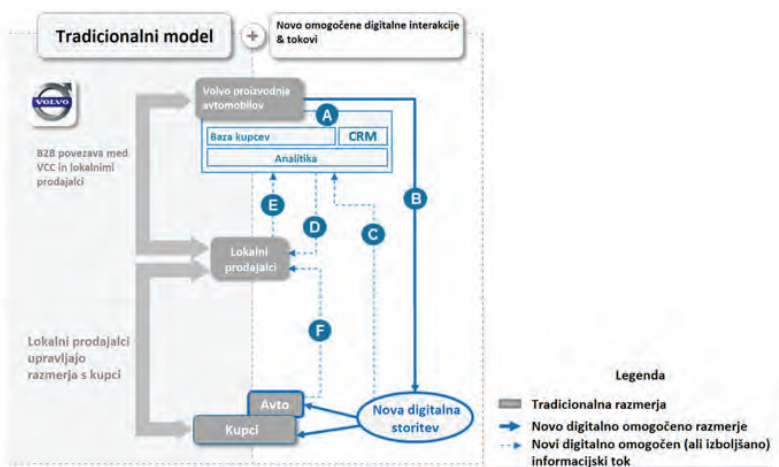 Tradicionalni model
+
Novo omogočene digitalne interakcije
& tokovi
VOLVO
Volvo proizvodnja
avtomobilov
A
Baza kupcev
CRM
Analitika
B2B povezava med
VCC in lokalnimi
prodajalci
B
E
D
C
Lokalni
prodajalci
F
Lokalni prodajalci
upravljajo
razmerja s kupci
Avto
Kupci
Nova digitalna
storitev
Legenda
Tradicionalna razmerja
Novo digitalno omogočeno razmerje
Novi digitalno omogočen (ali izboljšano)
informacijski tok